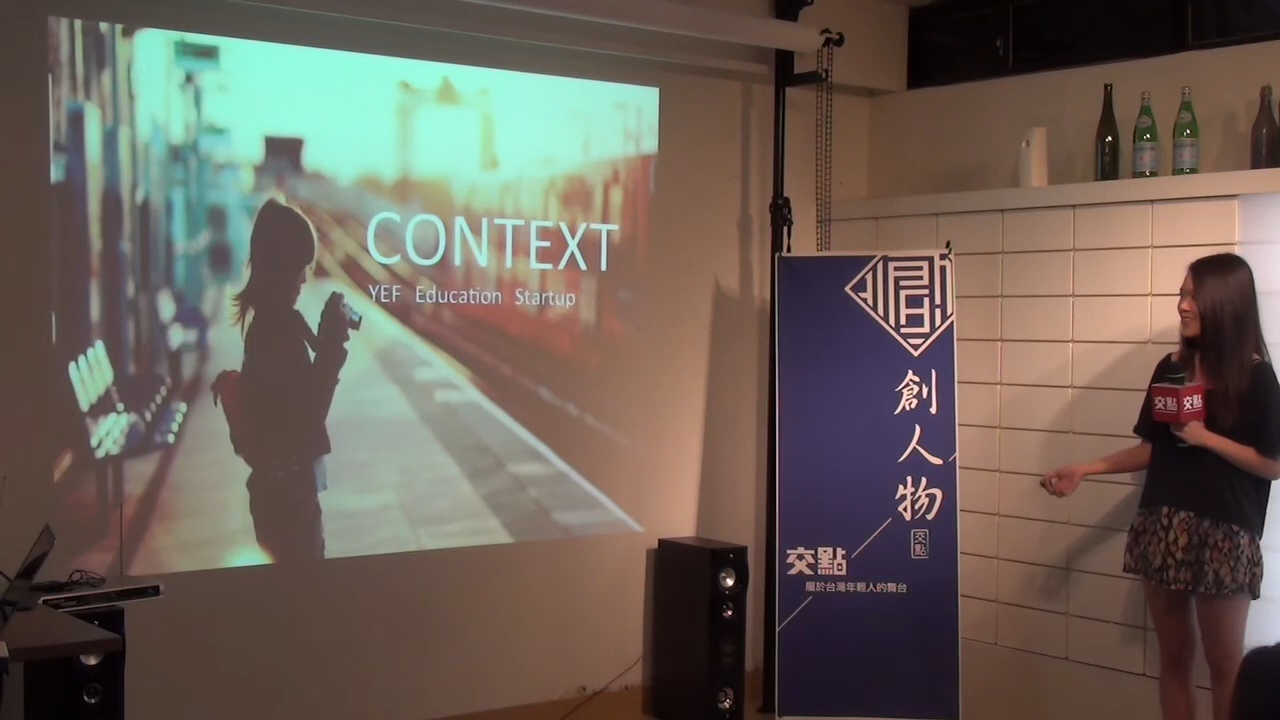 CONTEXT
YEF Education Startup
創
創人物
交點
交點
屬於台灣年輕人的舞台
交點 交點